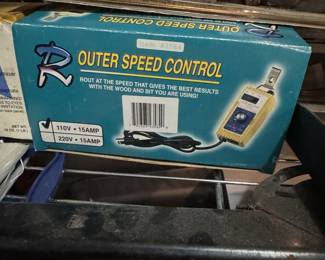 OUTER SPEED CONTROL
ROUTER SPEED CONTROL
ROUT AT THE SPEED THAT GIVES THE BEST RESULTS
WITH THE WOOD AND BIT YOU ARE USING!
110V • 15AMP
220V • 15AMP